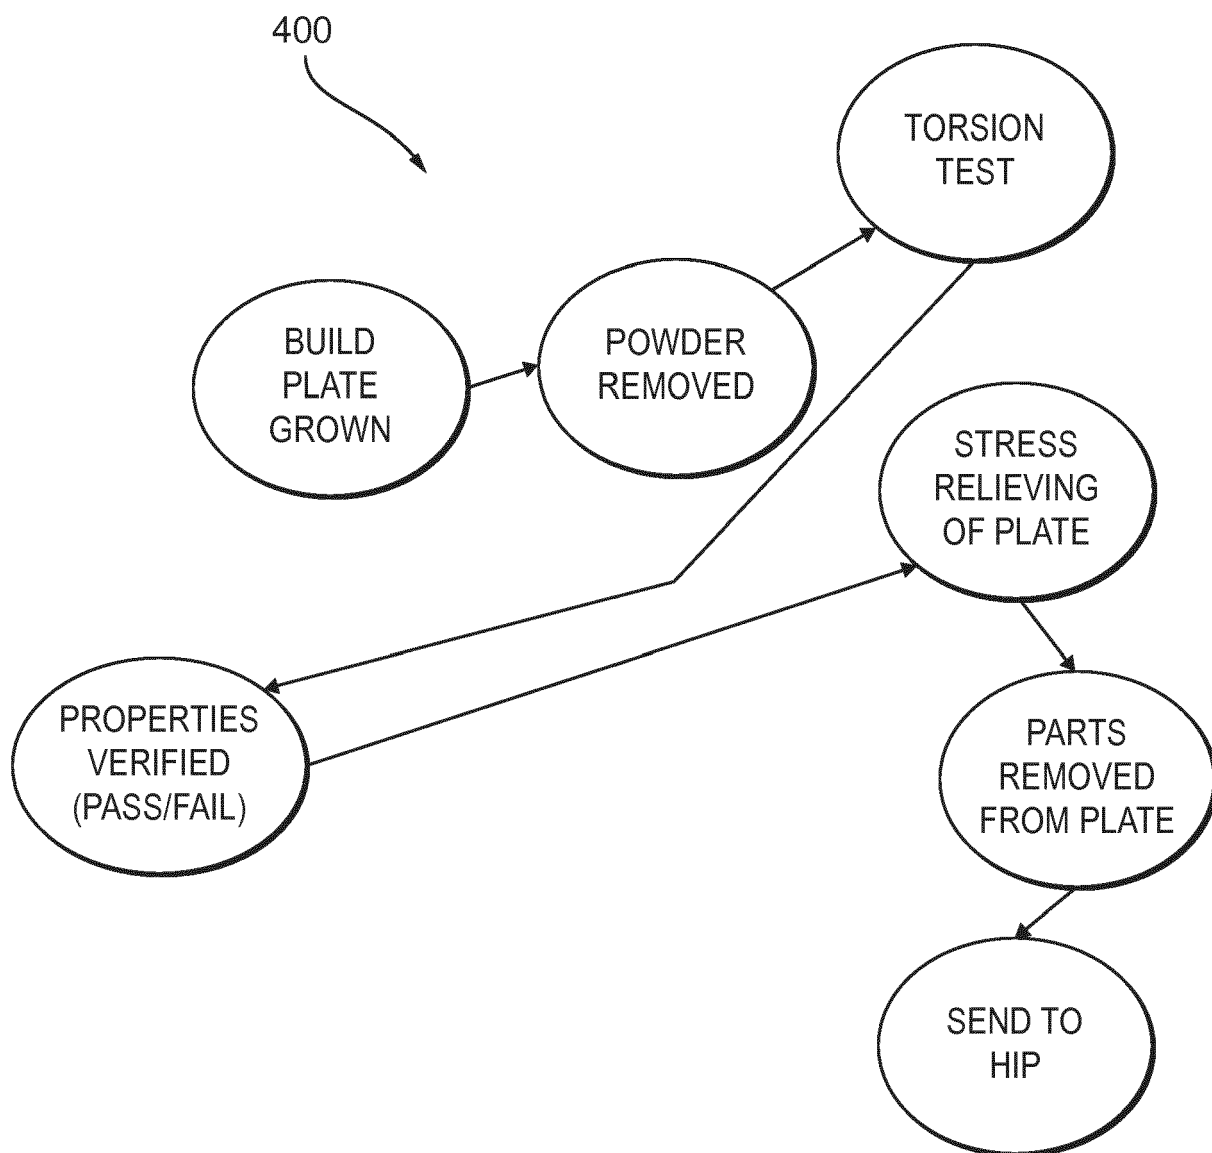 400
TORSION
TEST
BUILD
PLATE
GROWN
POWDER
REMOVED
STRESS
RELIEVING
OF PLATE
PROPERTIES
VERIFIED
(PASS/FAIL)
PARTS
REMOVED
FROM PLATE
SEND TO
HIP